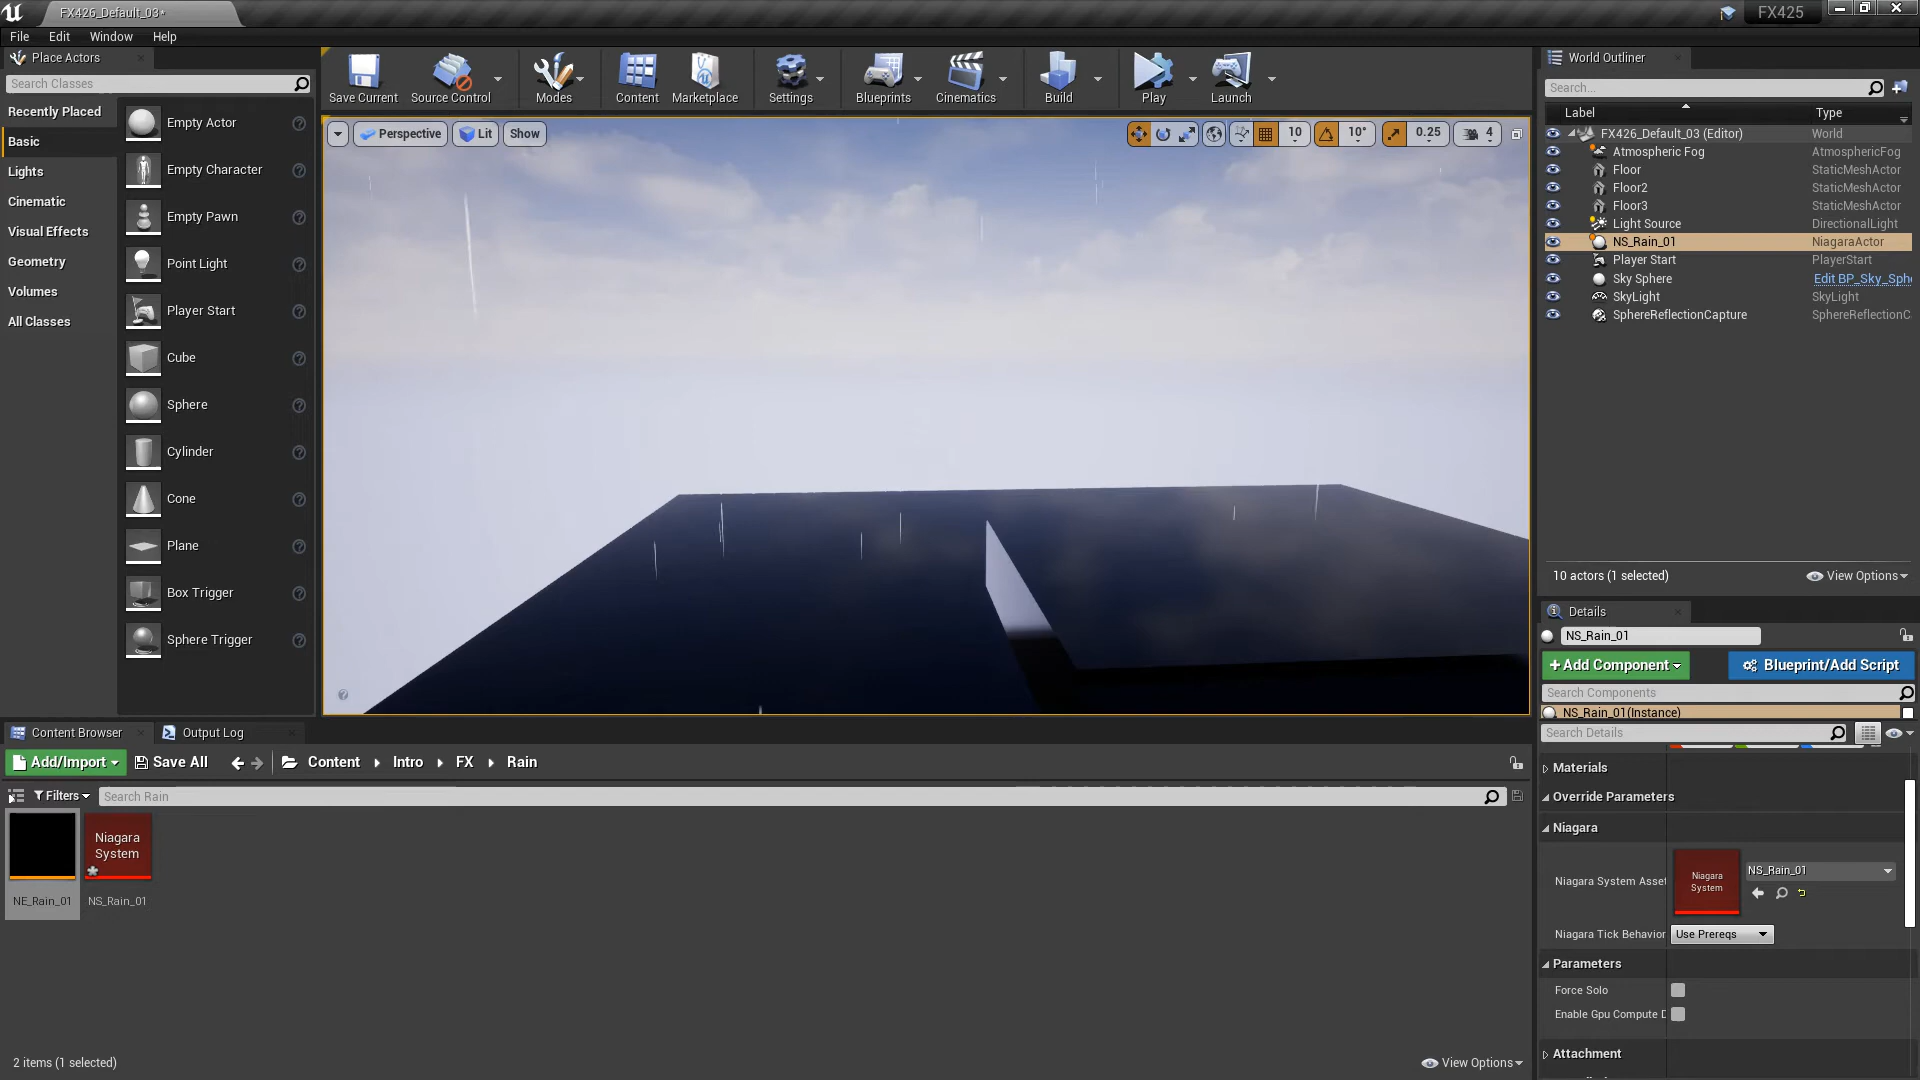 FX426_Default_03*
FX425
File Edit Window Help
Place Actors
Search Classes
Recently Placed
Basic
Lights
Cinematic
Visual Effects
Geometry
Volumes
All Classes
Empty Actor
Empty Character
Empty Pawn
Point Light
Player Start
Cube
Sphere
Cylinder
Cone
Plane
Box Trigger
Sphere Trigger
Save Current
Source Control
Modes
Content
Marketplace
Settings
Blueprints
Cinematics
Build
Play
Launch
Perspective
Lit
Show
10
10°
0.25
4
World Outliner
Search...
Label Type
FX426_Default_03 (Editor) World
Atmospheric Fog AtmosphericFog
Floor StaticMeshActor
Floor2 StaticMeshActor
Floor3 StaticMeshActor
Light Source DirectionalLight
NS_Rain_01 NiagaraActor
Player Start PlayerStart
Sky Sphere Edit BP_Sky_Sph
SkyLight SkyLight
SphereReflectionCapture SphereReflectionC
10 actors (1 selected)
View Options
Details
NS_Rain_01
+Add Component
Blueprint/Add Script
Search Components
NS_Rain_01(Instance)
Search Details
Materials
Override Parameters
Niagara
Niagara System Asset
Niagara System
NS_Rain_01
Niagara Tick Behavior Use Prereqs
Parameters
Force Solo
Enable Gpu Compute D
Attachment
Content Browser
Output Log
Add/Import
Save All
Content Intro FX Rain
Filters
Search Rain
Niagara
System
NE_Rain_01
NS_Rain_01
2 items (1 selected)
View Options